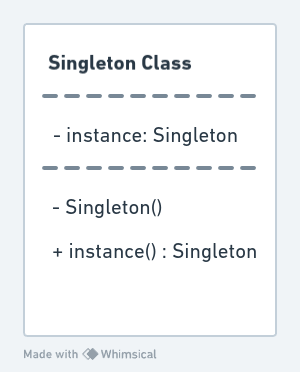 Singleton Class
- instance: Singleton
- Singleton()
+ instance() : Singleton
Made with Whimsical